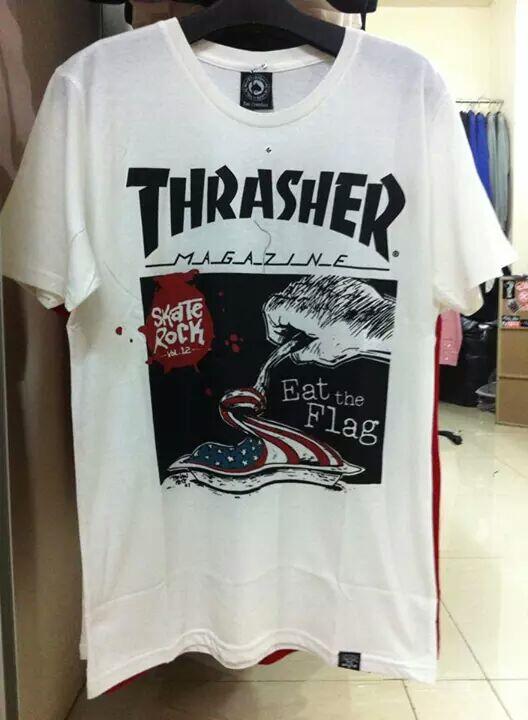 THRASHER®
MAGAZINE
SKATE
ROCK
-VOL.12-
Eat the
Flag